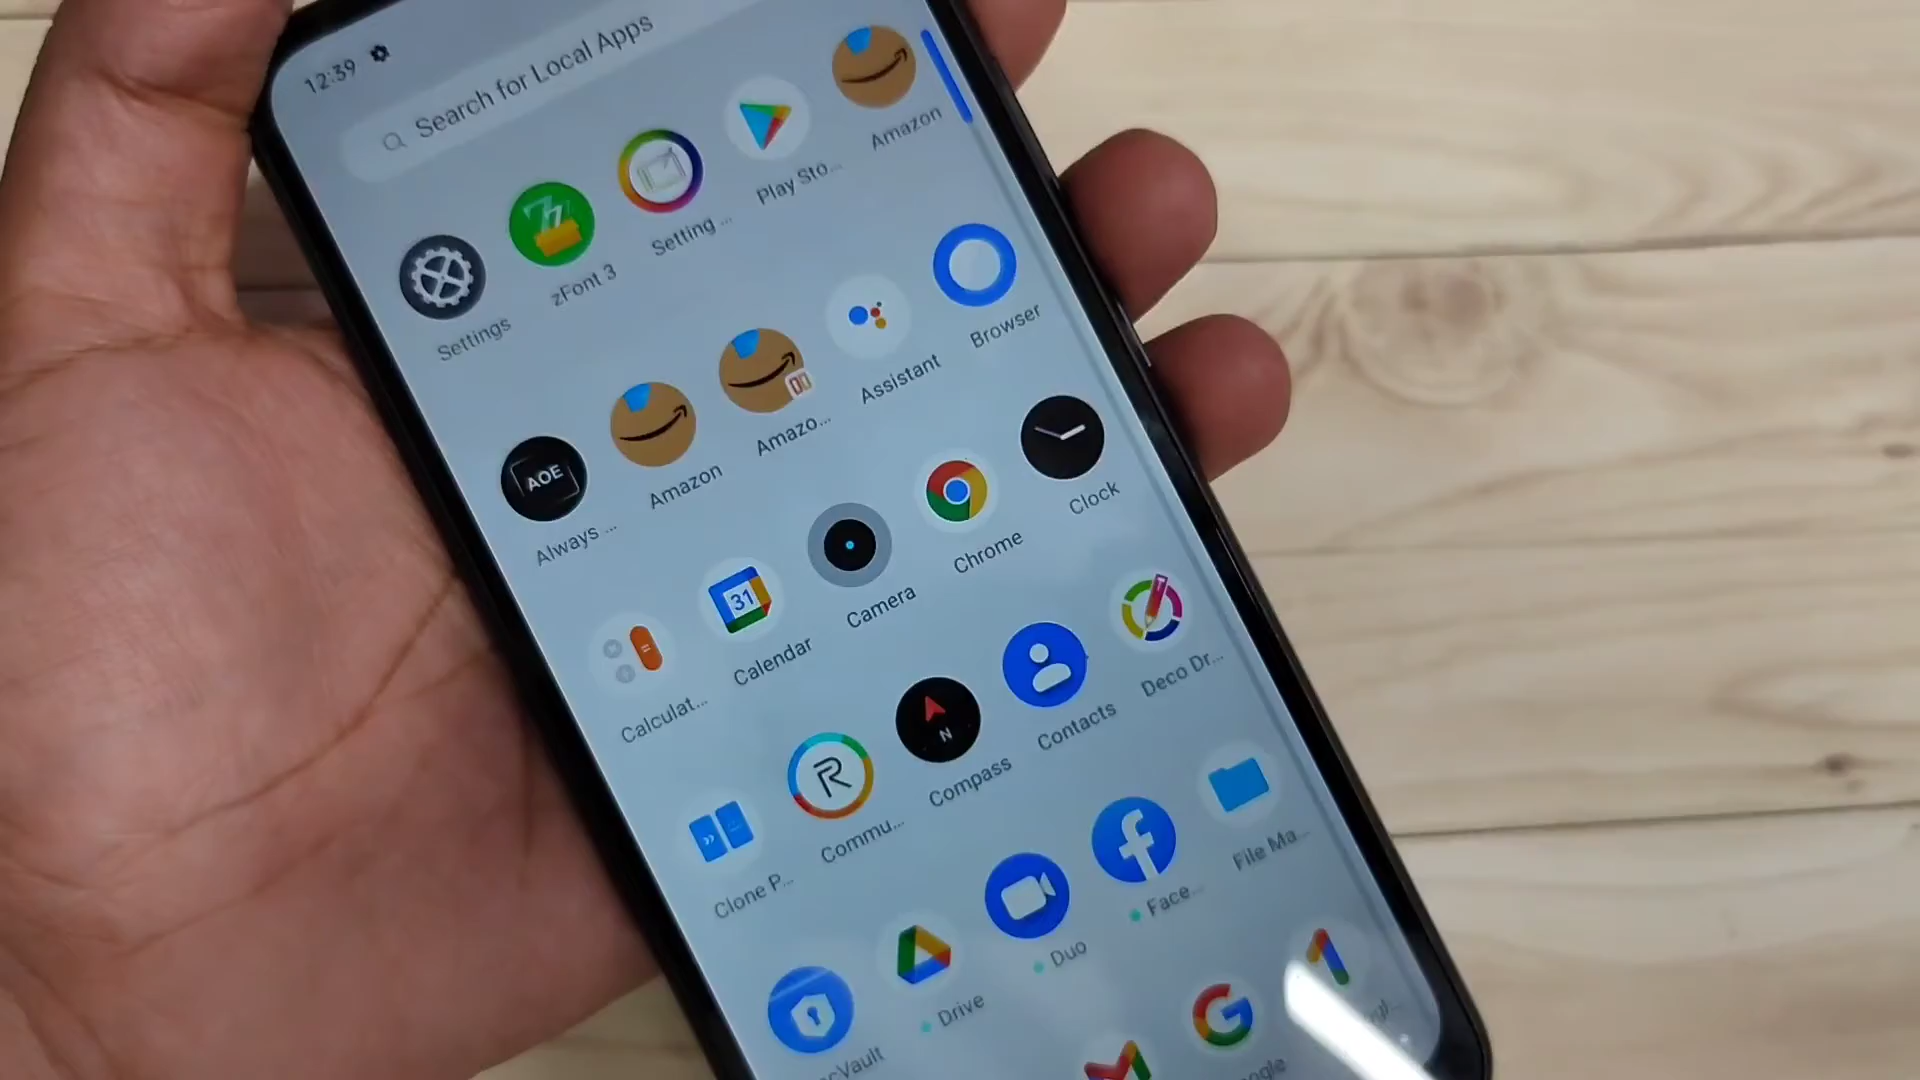 12:39
Search for Local Apps
Settings
zFont 3
Setting ...
Play Sto...
Amazon
AOE
Always ...
Amazon
Amazo...
Assistant
Browser
Calculat...
31
Calendar
Camera
Chrome
Clock
Clone P...
R
Commu...
N
Compass
Contacts
Deco Dr...
Drive
Duo
Face...
File Ma...